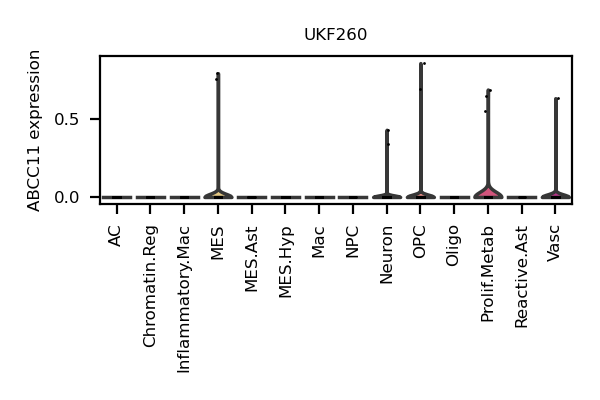 UKF260
ABCC11 expression
0.5
0.0
AC
Chromatin.Reg
Inflammatory.Mac
MES
MES.Ast
MES.Hyp
Mac
NPC
Neuron
OPC
Oligo
Prolif.Metab
Reactive.Ast
Vasc